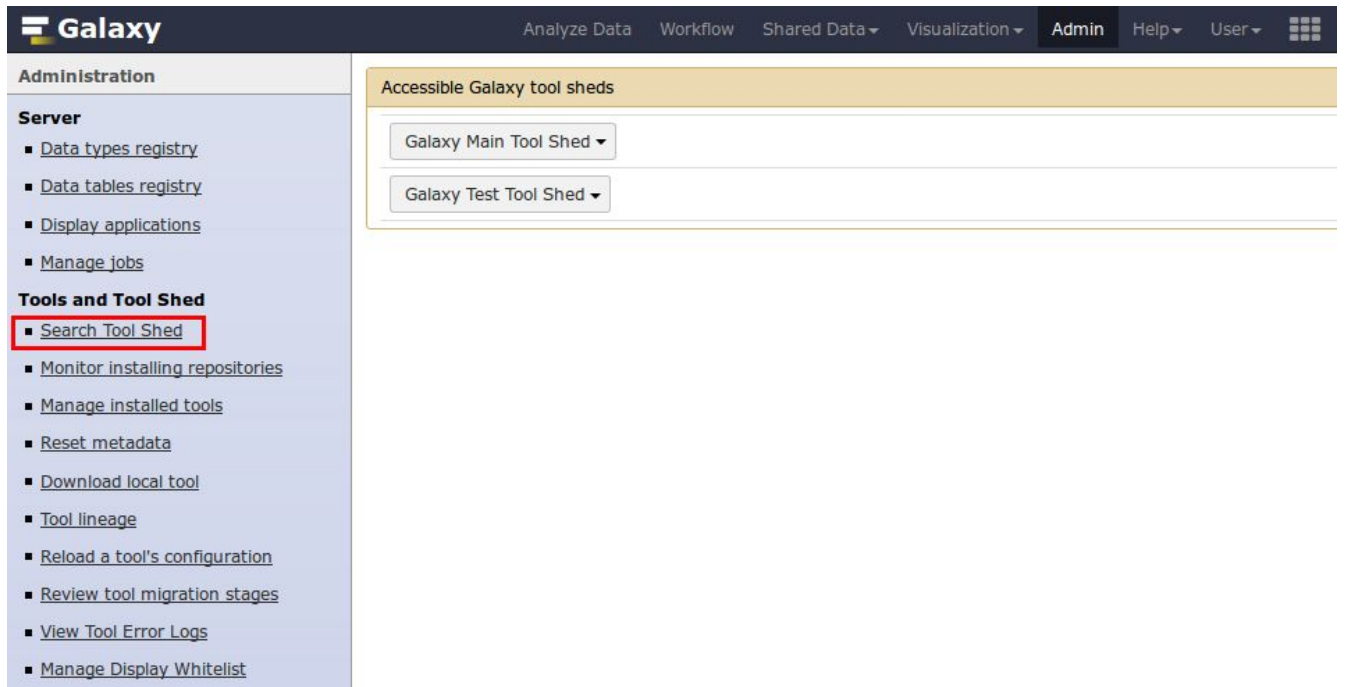 Galaxy
Analyze Data Workflow Shared Data Visualization Admin Help User
Administration
Server
Data types registry
Data tables registry
Display applications
Manage jobs
Tools and Tool Shed
Search Tool Shed
Monitor installing repositories
Manage installed tools
Reset metadata
Download local tool
Tool lineage
Reload a tool's configuration
Review tool migration stages
View Tool Error Logs
Manage Display Whitelist
Accessible Galaxy tool sheds
Galaxy Main Tool Shed
Galaxy Test Tool Shed